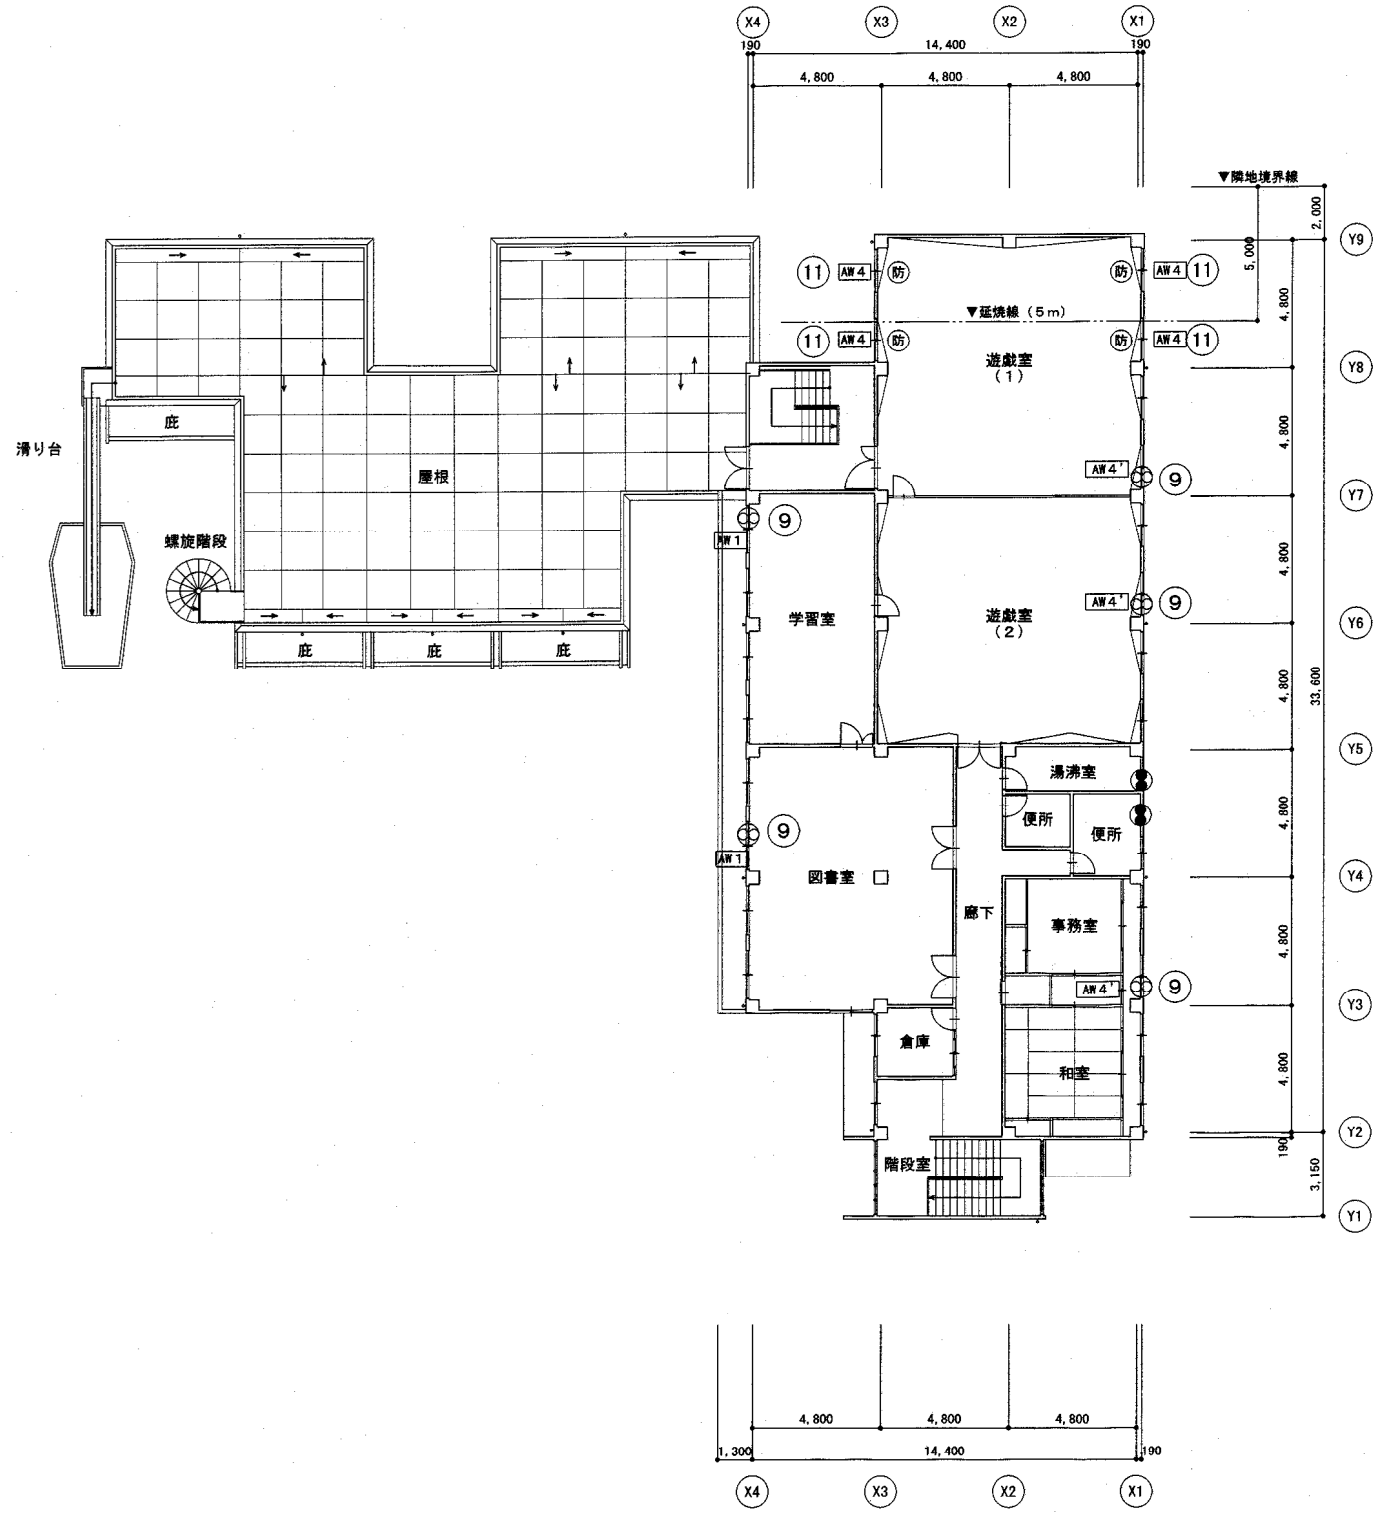 X4 X3 X2 X1
190 14,400 190
4,800 4,800 4,800
▼隣地境界線
2,000
Y9
5,000
11 AW4 防 防 AW4 11
4,800
▼延焼線(5m)
11 AW4 防 防 AW4 11
遊戯室
(1)
Y8
庇
滑り台
4,800
屋根
AW4'
9
Y7
9
AW1
螺旋階段
4,800
AW4'
9
学習室
遊戯室
(2)
Y6
庇 庇 庇
4,800
33,600
Y5
湯沸室
便所
便所
4,800
9
AW1
図書室
Y4
廊下
事務室
4,800
AW4'
9
Y3
倉庫
和室
4,800
Y2
190
階段室
3,150
Y1
4,800 4,800 4,800
1,300 14,400 190
X4 X3 X2 X1